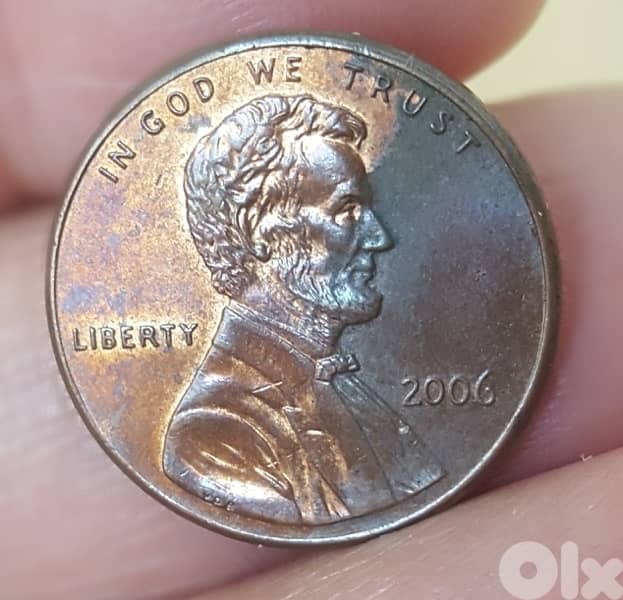 IN GOD WE TRUST
LIBERTY
2006
Olx